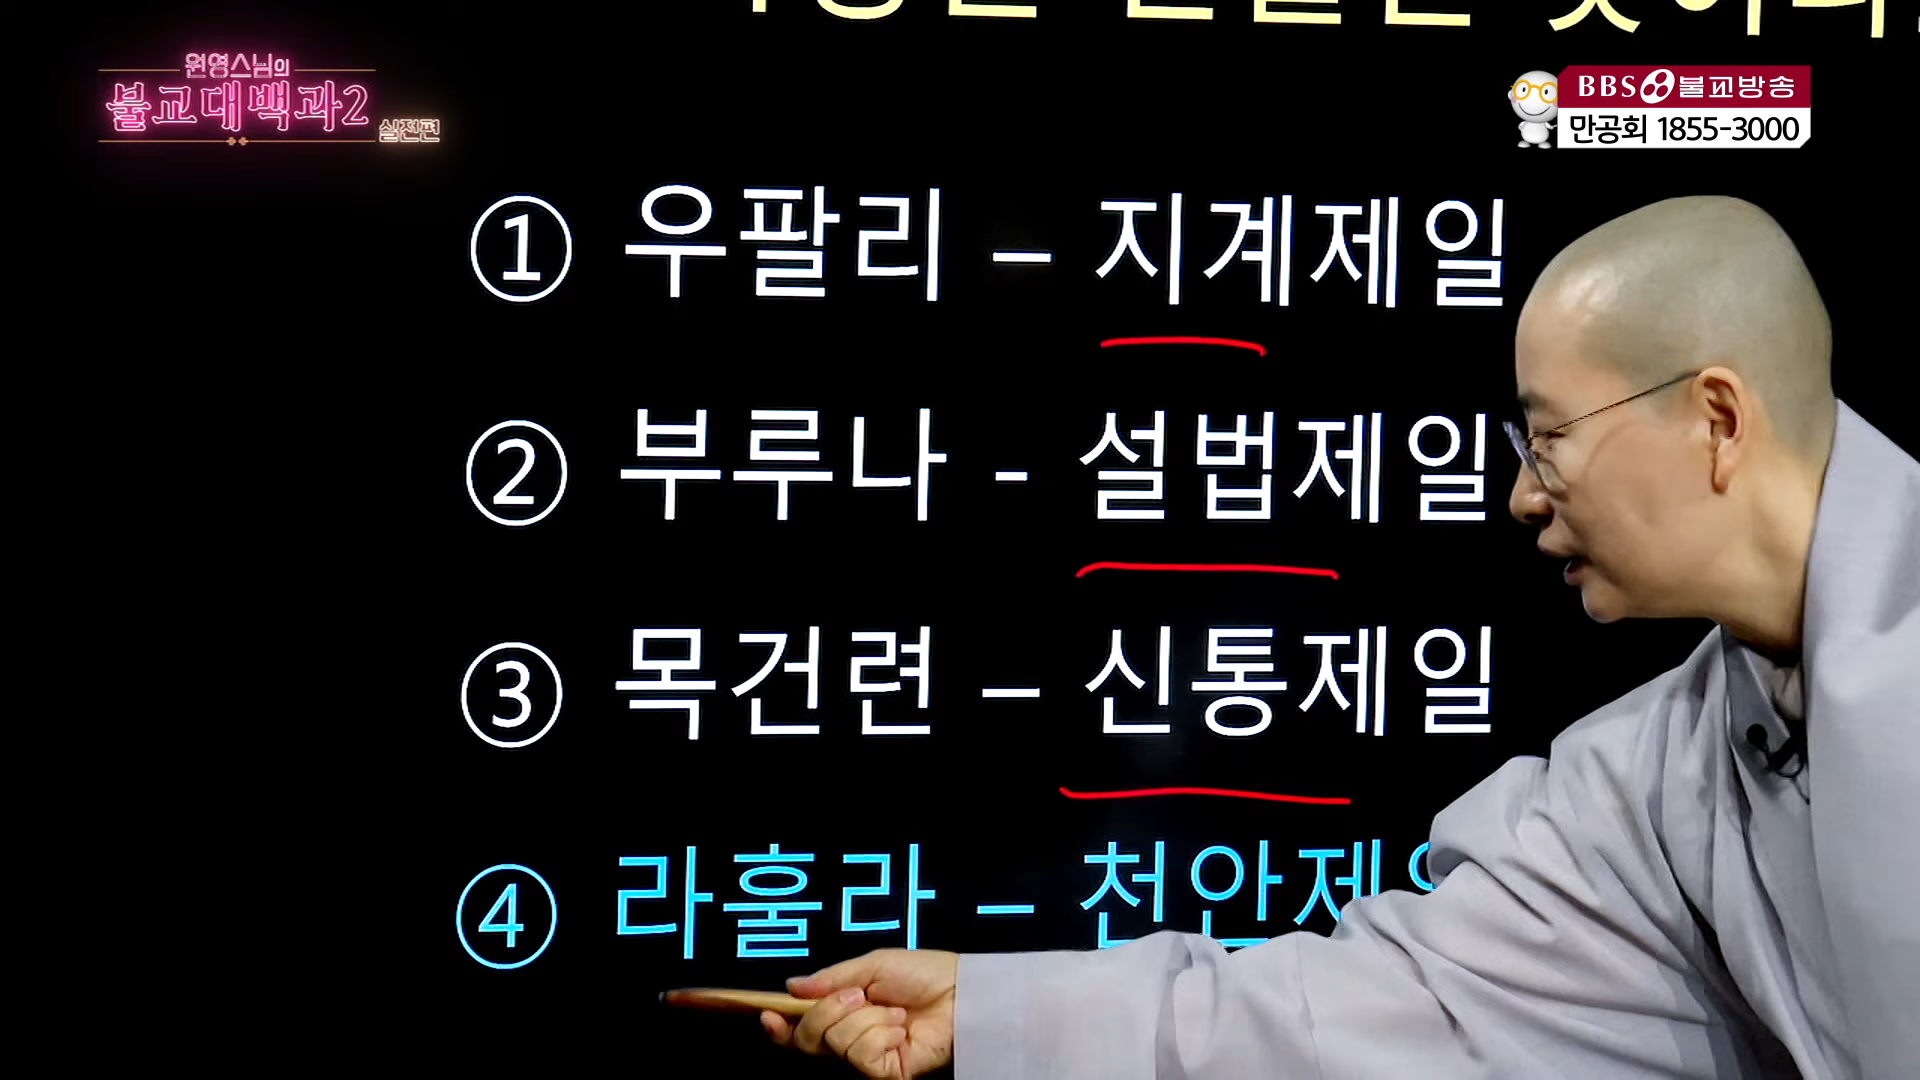 원영스님의
불교대백과2
실전편
BBS 불교방송
만공회 1855-3000
① 우팔리 – 지계제일
② 부루나 - 설법제일
③ 목건련 – 신통제일
④ 라훌라 – 천안제